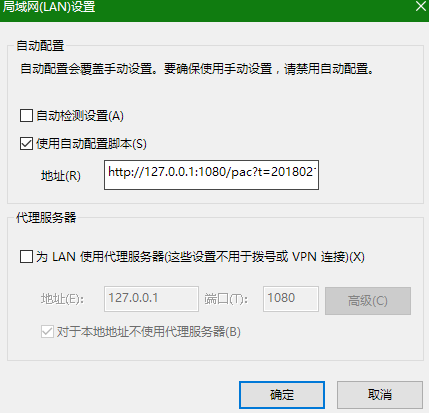 局域网(LAN)设置
自动配置
自动配置会覆盖手动设置。要确保使用手动设置，请禁用自动配置。
自动检测设置(A)
使用自动配置脚本(S)
地址(R)
http://127.0.0.1:1080/pac?t=201802
代理服务器
为 LAN 使用代理服务器(这些设置不用于拨号或 VPN 连接)(X)
地址(E): 127.0.0.1 端口(T): 1080 高级(C)
对于本地地址不使用代理服务器(B)
确定 取消